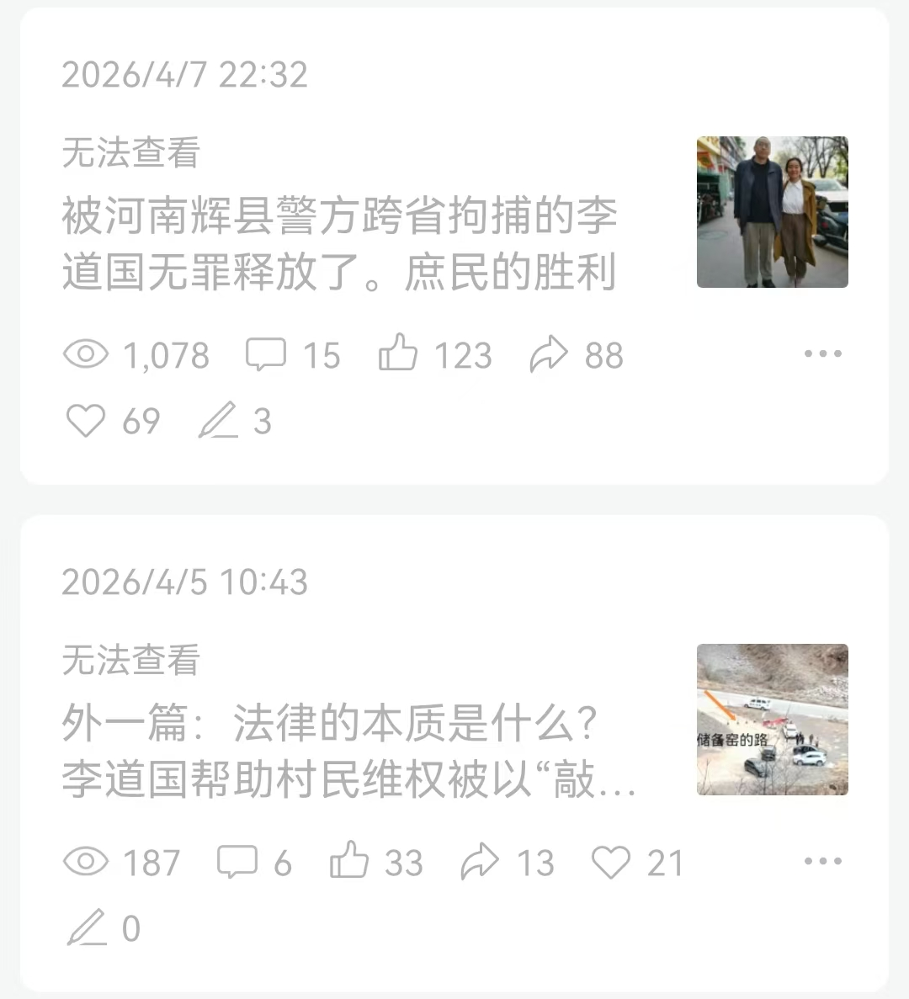 2026/4/7 22:32
无法查看
被河南辉县警方跨省拘捕的李
道国无罪释放了。庶民的胜利
1,078 15 123 88
69 3
2026/4/5 10:43
无法查看
外一篇：法律的本质是什么？
李道国帮助村民维权被以“敲...
储备窑的路
187 6 33 13 21
0